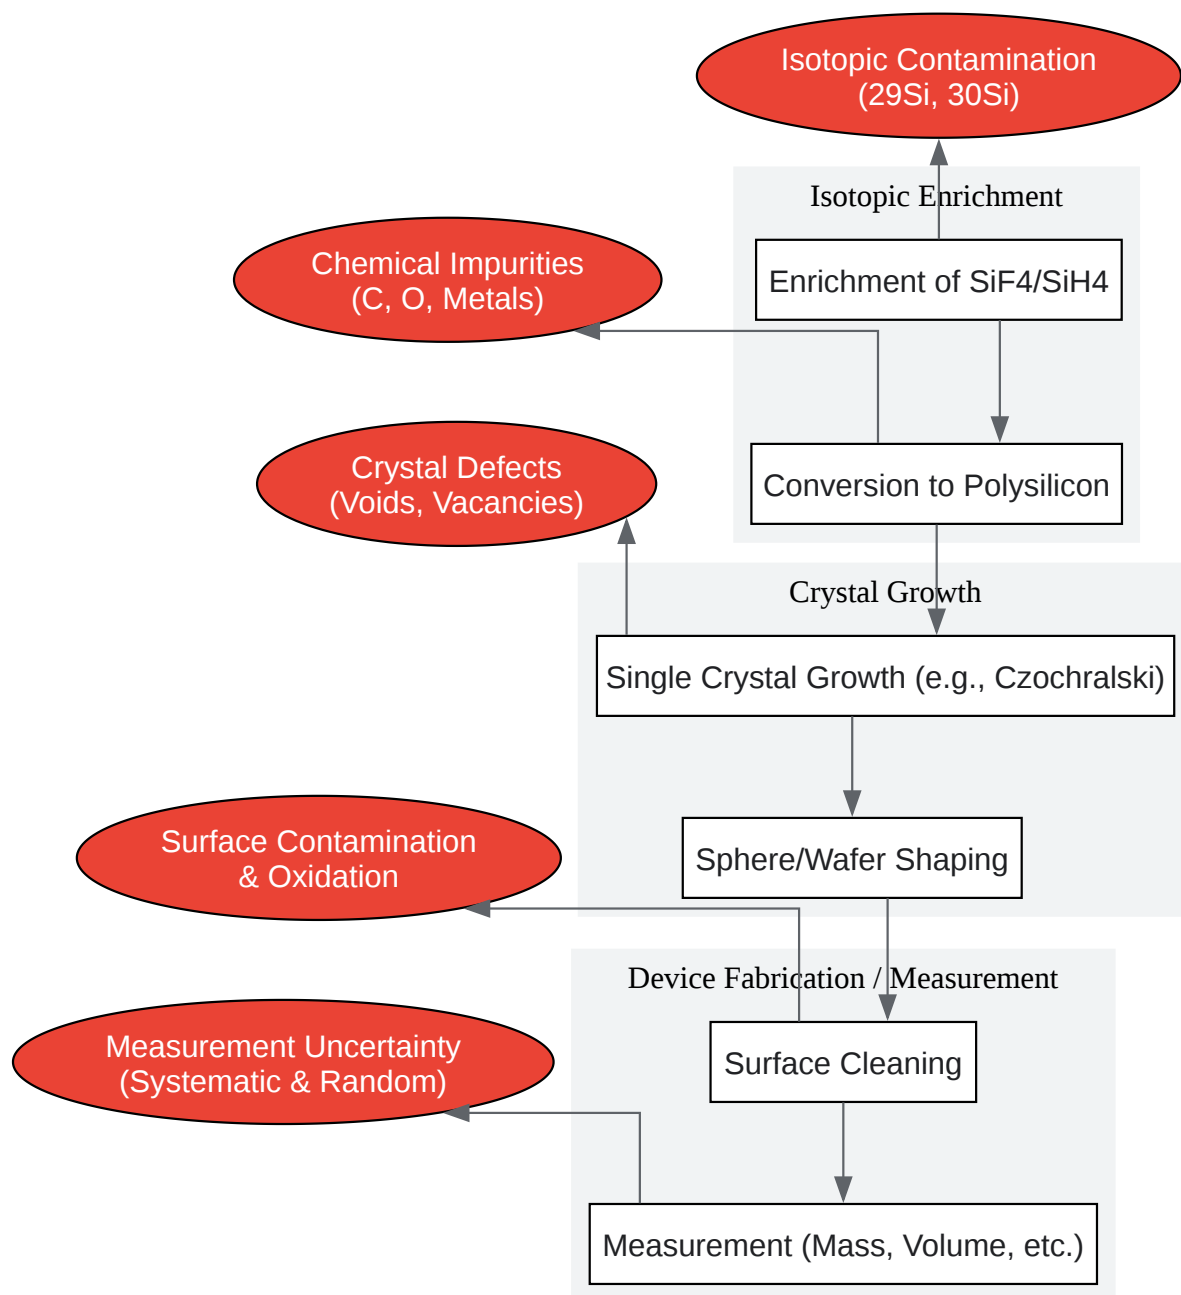 Isotopic Contamination
(29Si, 30Si)
Isotopic Enrichment
Chemical Impurities
(C, O, Metals)
Enrichment of SiF4/SiH4
Crystal Defects
(Voids, Vacancies)
Conversion to Polysilicon
Crystal Growth
Single Crystal Growth (e.g., Czochralski)
Surface Contamination
& Oxidation
Sphere/Wafer Shaping
Device Fabrication / Measurement
Measurement Uncertainty
(Systematic & Random)
Surface Cleaning
Measurement (Mass, Volume, etc.)